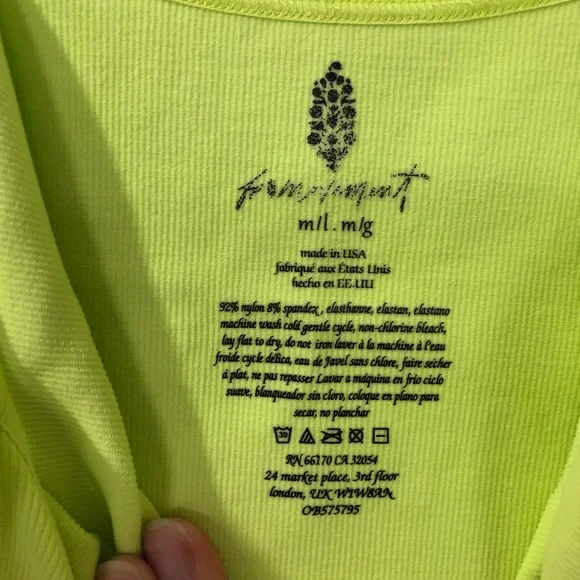 fpmovement
m/l . m/g
made in USA
fabriqué aux États Unis
hecho en EE.UU
92% nylon 8% spandex , elasthanne, elastan, elastano
machine wash cold gentle cycle, non-chlorine bleach,
lay flat to dry, do not iron laver à la machine à l'eau
froide cycle délica, eau de Javel sans chlore, faire sécher
à plat, ne pas repasser Lavar a máquina en frio ciclo
suave, blanqueador sin cloro, coloque en plano para
secar, no planchar
30
RN 66170 CA 32054
24 market place, 3rd floor
london, UK W1W8AN
OB575795